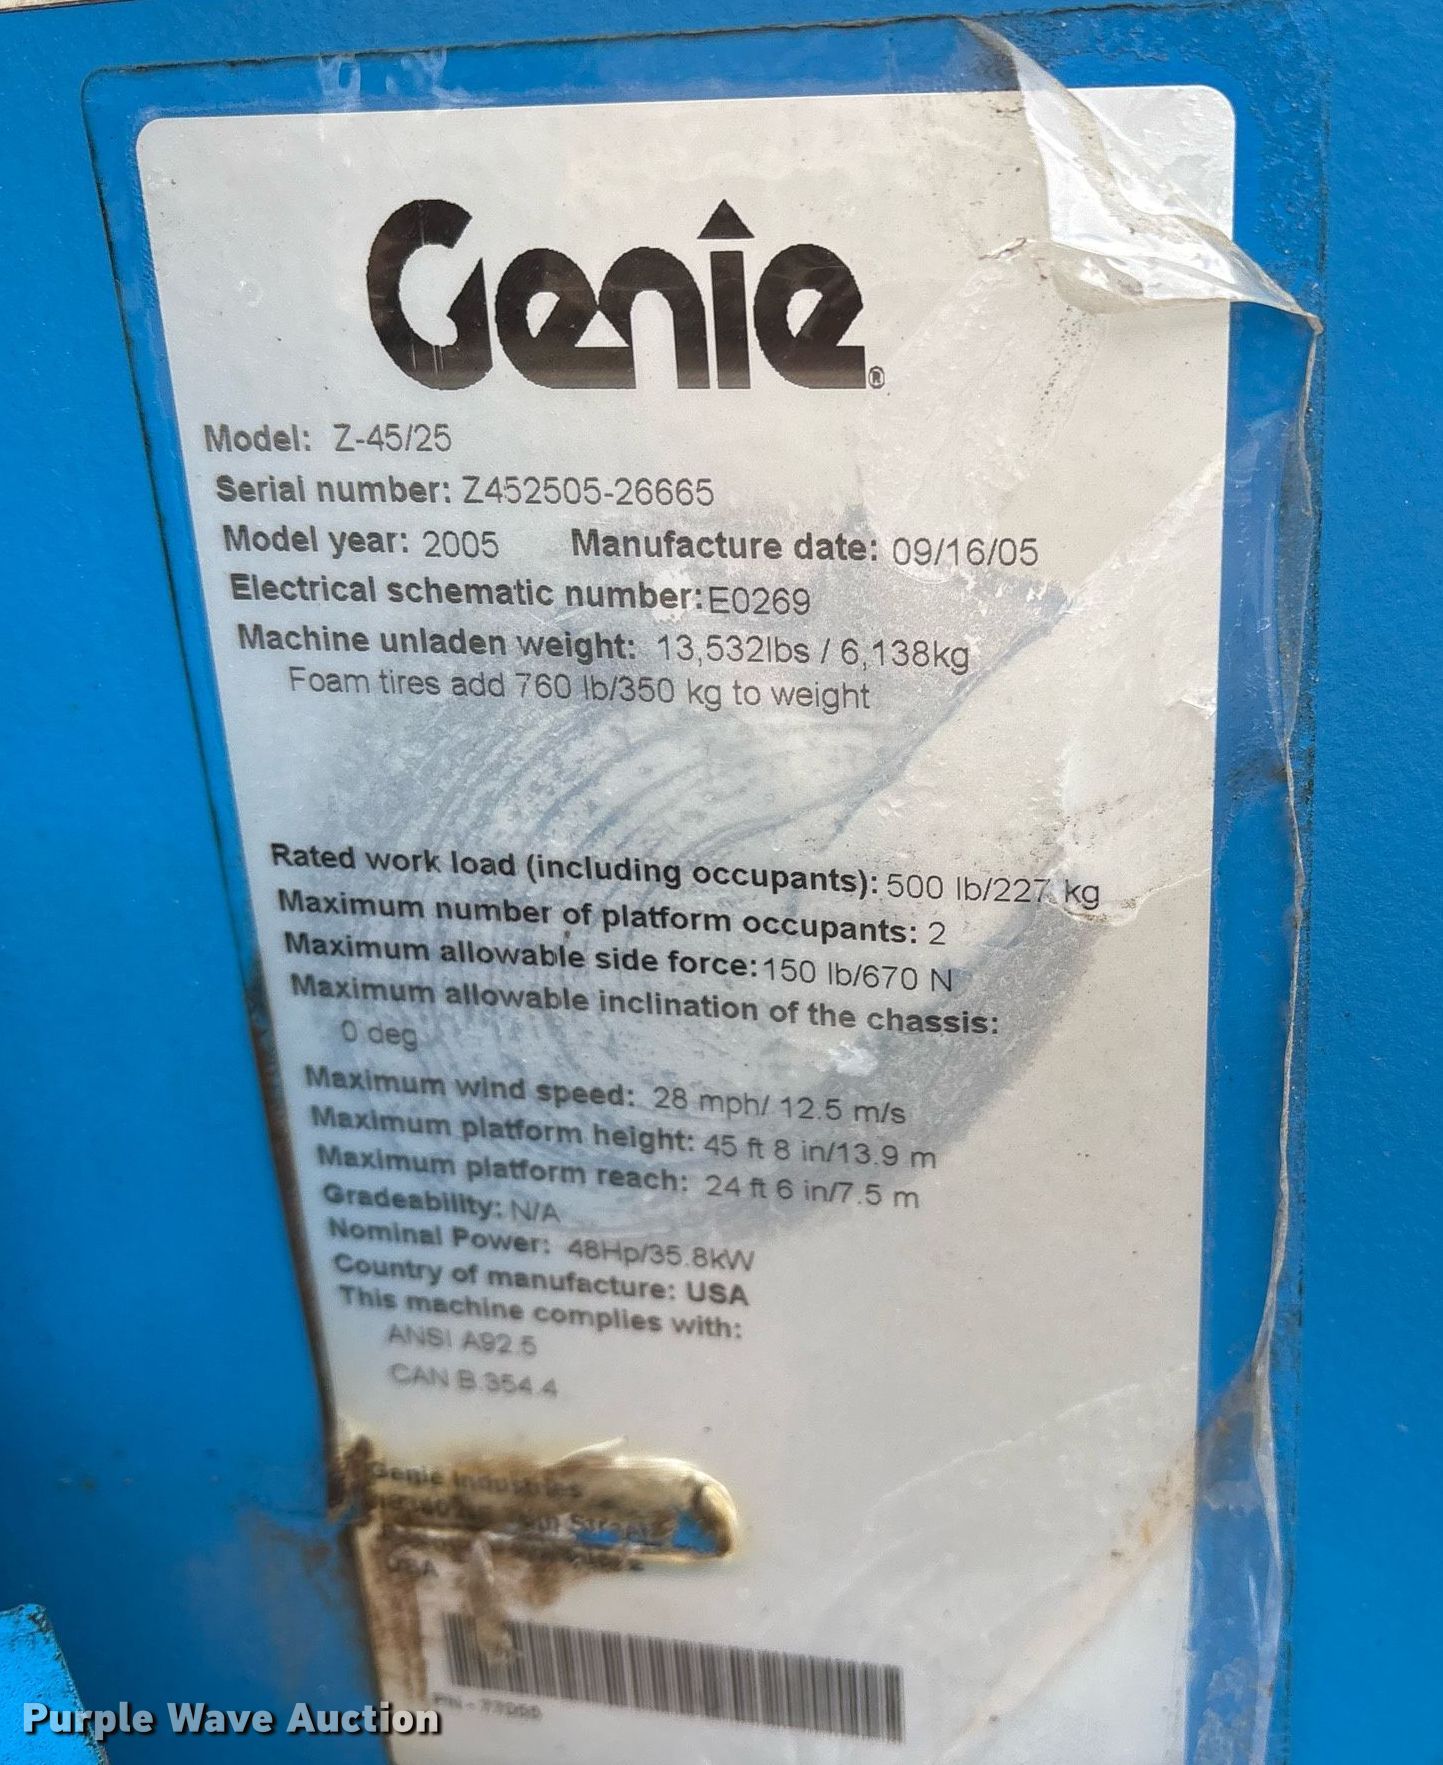 Genie®
Model: Z-45/25
Serial number: Z452505-26665
Model year: 2005 Manufacture date: 09/16/05
Electrical schematic number: E0269
Machine unladen weight: 13,532lbs / 6,138kg
Foam tires add 760 lb/350 kg to weight
Rated work load (including occupants): 500 lb/227 kg
Maximum number of platform occupants: 2
Maximum allowable side force: 150 lb/670 N
Maximum allowable inclination of the chassis:
0 deg
Maximum wind speed: 28 mph/ 12.5 m/s
Maximum platform height: 45 ft 8 in/13.9 m
Maximum platform reach: 24 ft 6 in/7.5 m
Gradeability: N/A
Nominal Power: 48Hp/35.8kW
Country of manufacture: USA
This machine complies with:
ANSI A92.5
CAN B.354.4
Genie Industries
Street
USA
Purple Wave Auction